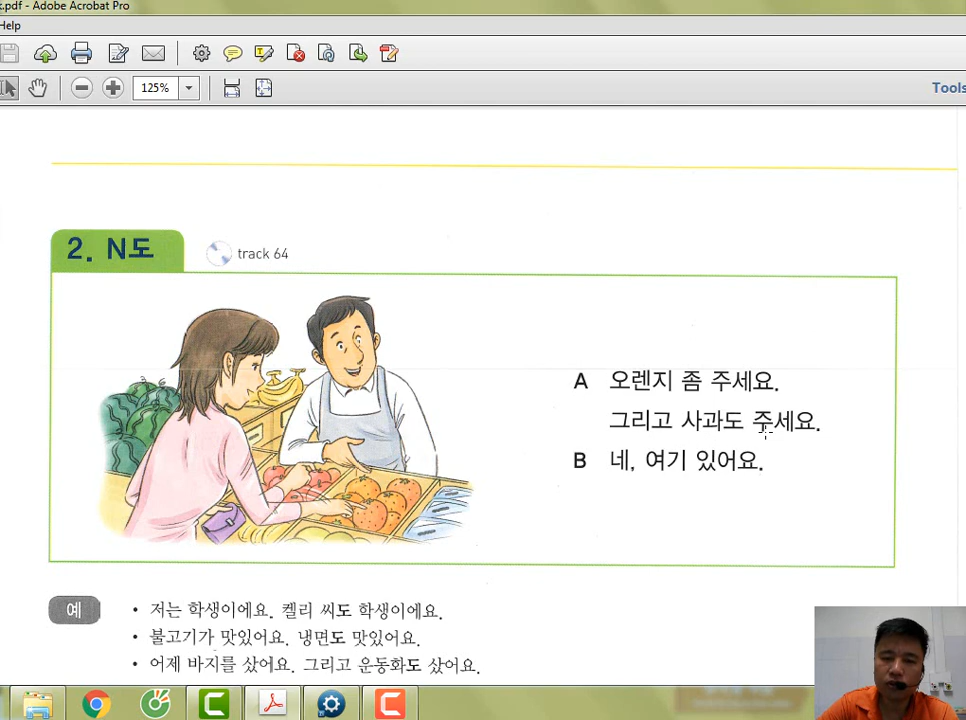 k.pdf - Adobe Acrobat Pro
Help
125%
Tools
2. N도
track 64
A 오렌지 좀 주세요.
그리고 사과도 주세요.
B 네, 여기 있어요.
예
• 저는 학생이에요. 켈리 씨도 학생이에요.
• 불고기가 맛있어요. 냉면도 맛있어요.
• 어제 바지를 샀어요. 그리고 운동화도 샀어요.